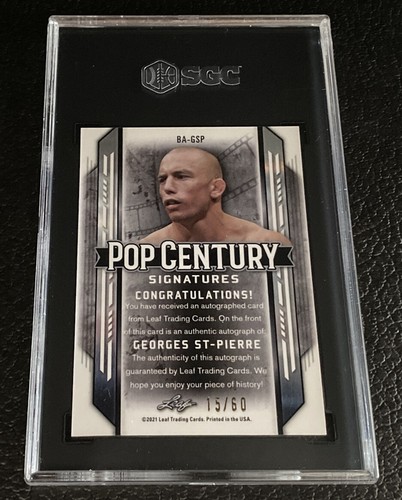 SGC
BA-GSP
POP CENTURY
SIGNATURES
CONGRATULATIONS!
You have received an autographed card
from Leaf Trading Cards. On the front
of this card is an authentic autograph of
GEORGES ST-PIERRE
The authenticity of this autograph is
guaranteed by Leaf Trading Cards. We
hope you enjoy your piece of history!
Leaf 15/60
©2021 Leaf Trading Cards. Printed in the USA.